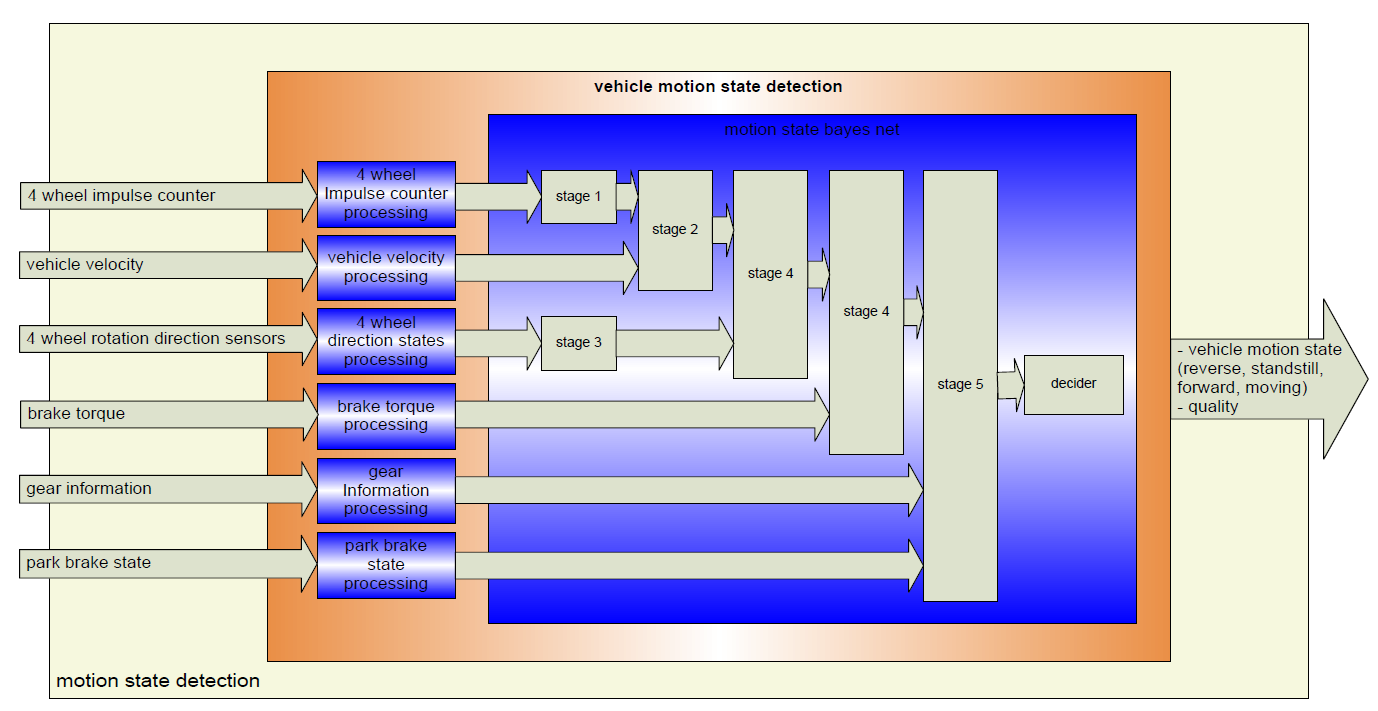 vehicle motion state detection
motion state bayes net
4 wheel impulse counter
4 wheel
Impulse counter
processing
stage 1
stage 2
vehicle velocity
vehicle velocity
processing
stage 4
4 wheel rotation direction sensors
4 wheel
direction states
processing
stage 3
stage 4
- vehicle motion state
(reverse, standstill,
forward, moving)
- quality
stage 5
decider
brake torque
brake torque
processing
gear information
gear
Information
processing
park brake state
park brake
state
processing
motion state detection